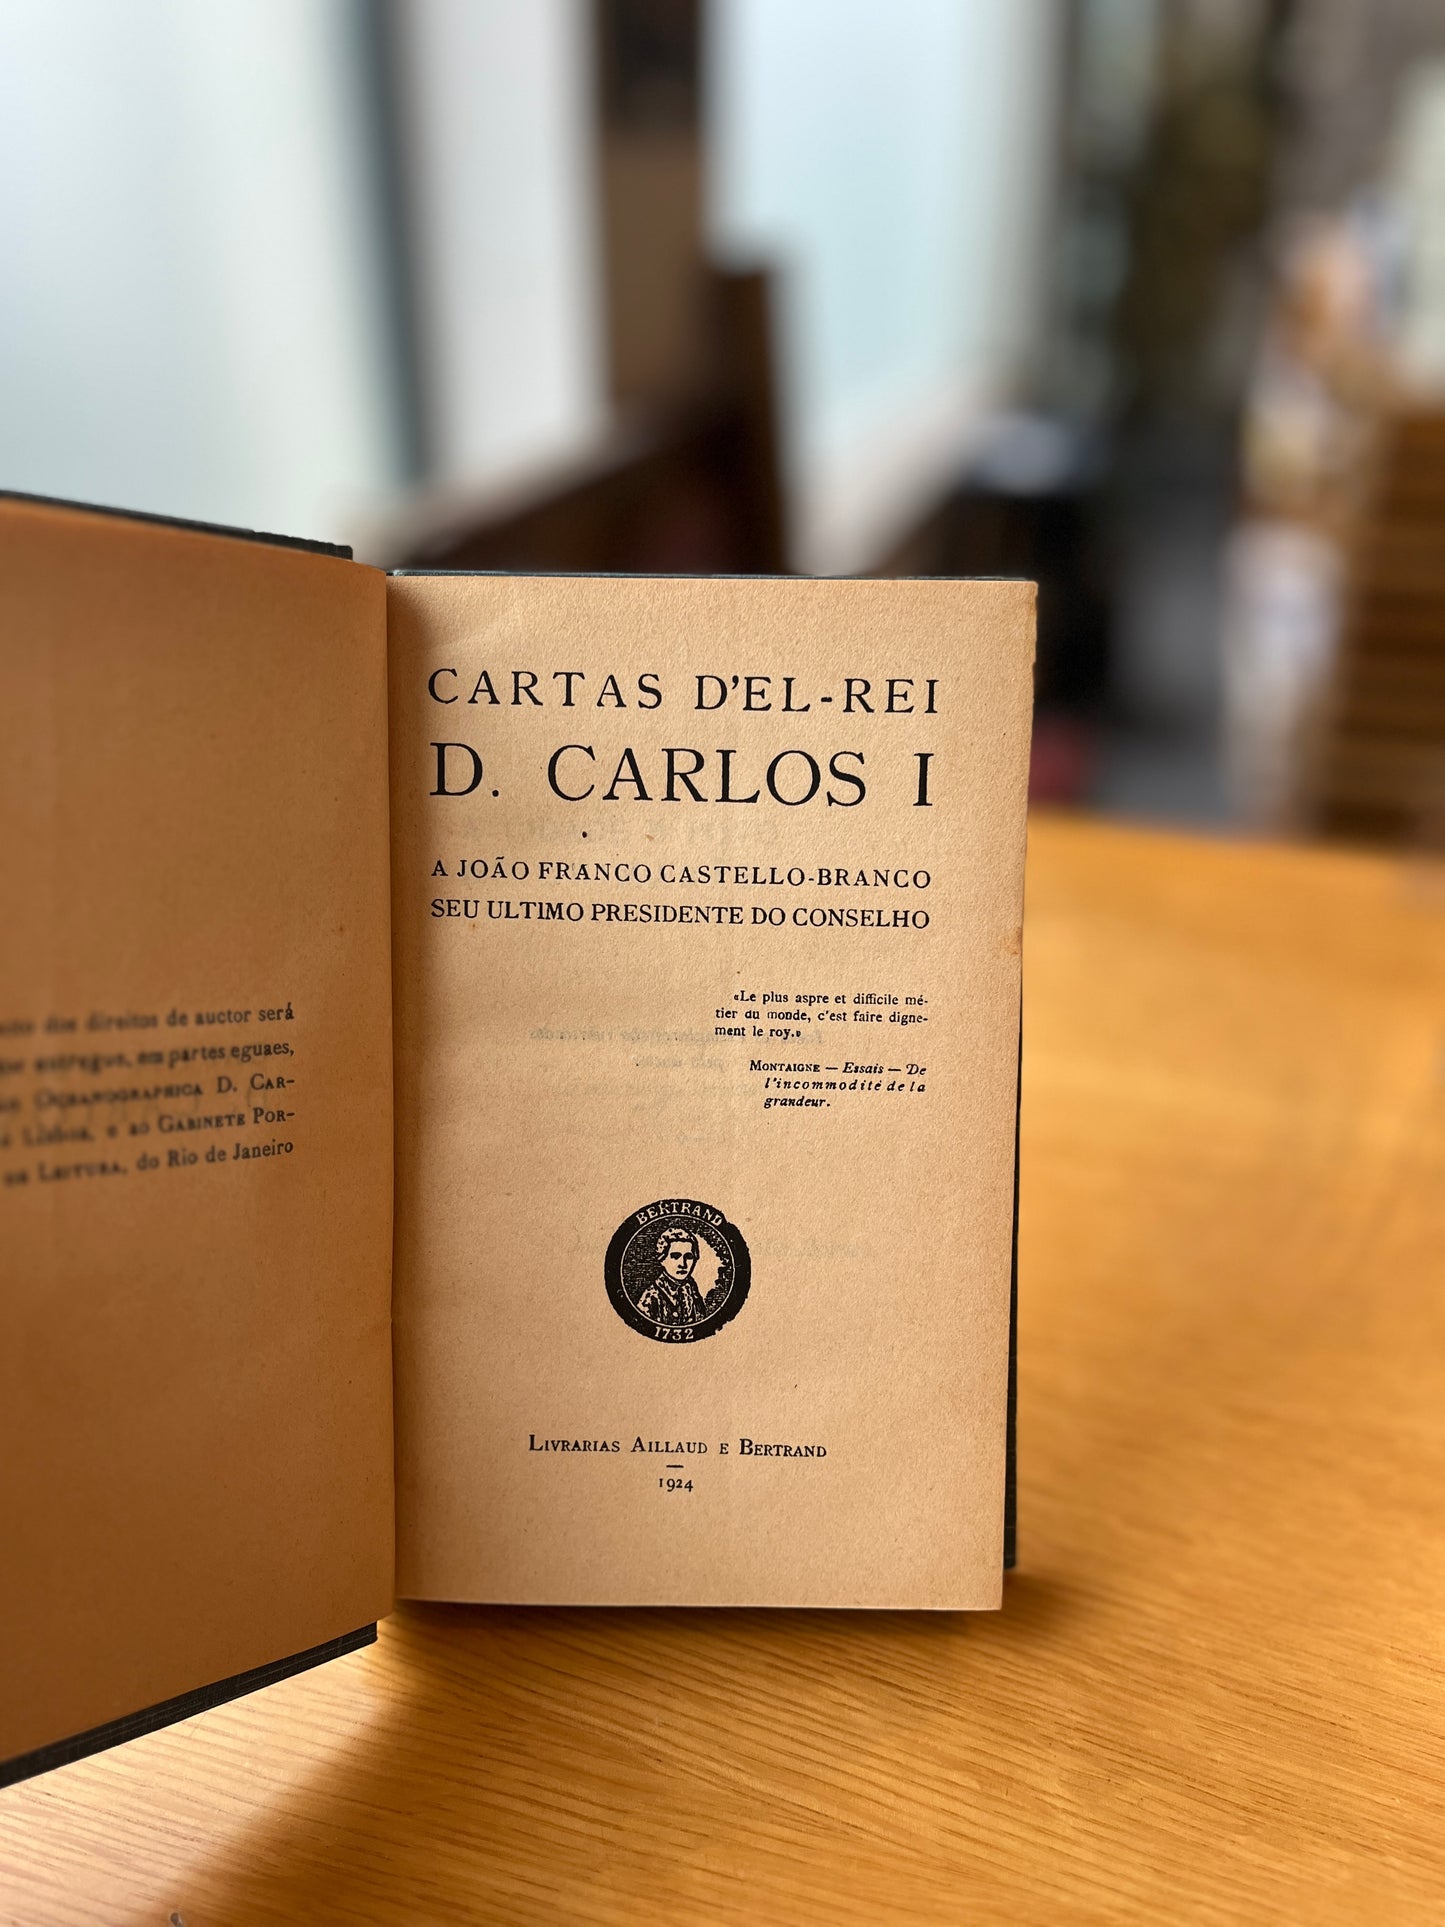 dos direitos de auctor será
entregue, em partes eguaes,
OCEANOGRAPHICA D. CAR-
LISBOA, e ao GABINETE POR-
DE LEITURA, do Rio de Janeiro
CARTAS D'EL-REI
D. CARLOS I
A JOÃO FRANCO CASTELLO-BRANCO
SEU ULTIMO PRESIDENTE DO CONSELHO
«Le plus aspre et difficile mé-
tier du monde, c'est faire digne-
ment le roy.»
MONTAIGNE — Essais — De
l'incommodité de la
grandeur.
BERTRAND
1732
LIVRARIAS AILLAUD E BERTRAND
1924